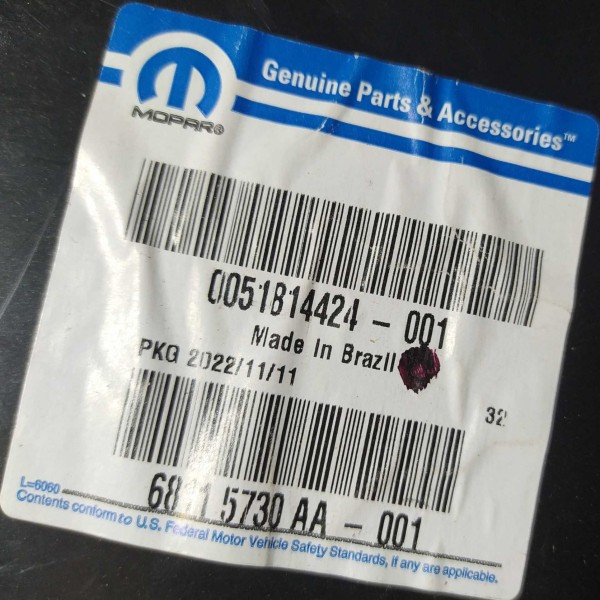 Genuine Parts & Accessories™
MOPAR®
0051814424 - 001
Made In Brazil
PKG 2022/11/11
32
5730 AA - 001
L=6060
Contents conform to U.S. Federal Motor Vehicle Safety Standards, if any are applicable.